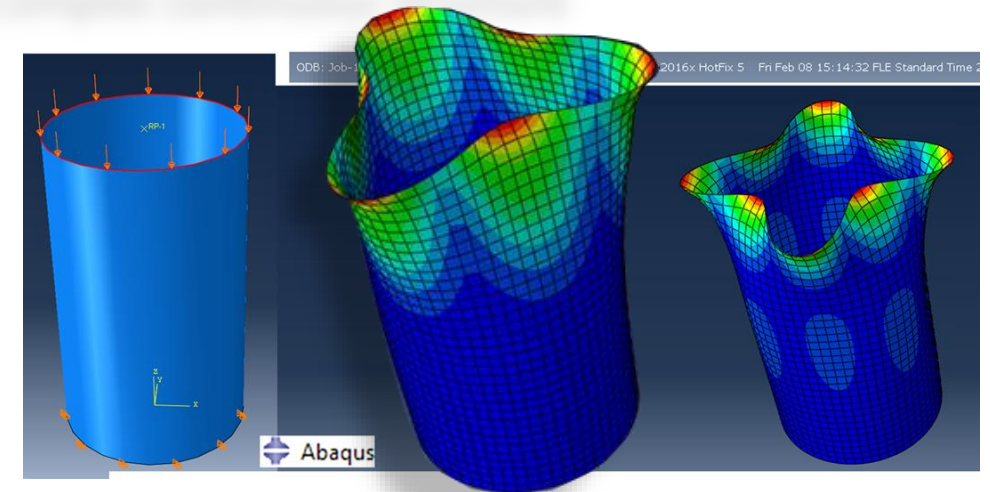 ODB: Job-1
2016x HotFix 5 Fri Feb 08 15:14:32 FLE Standard Time 2
RP-1
Z
Y
X
Abaqus